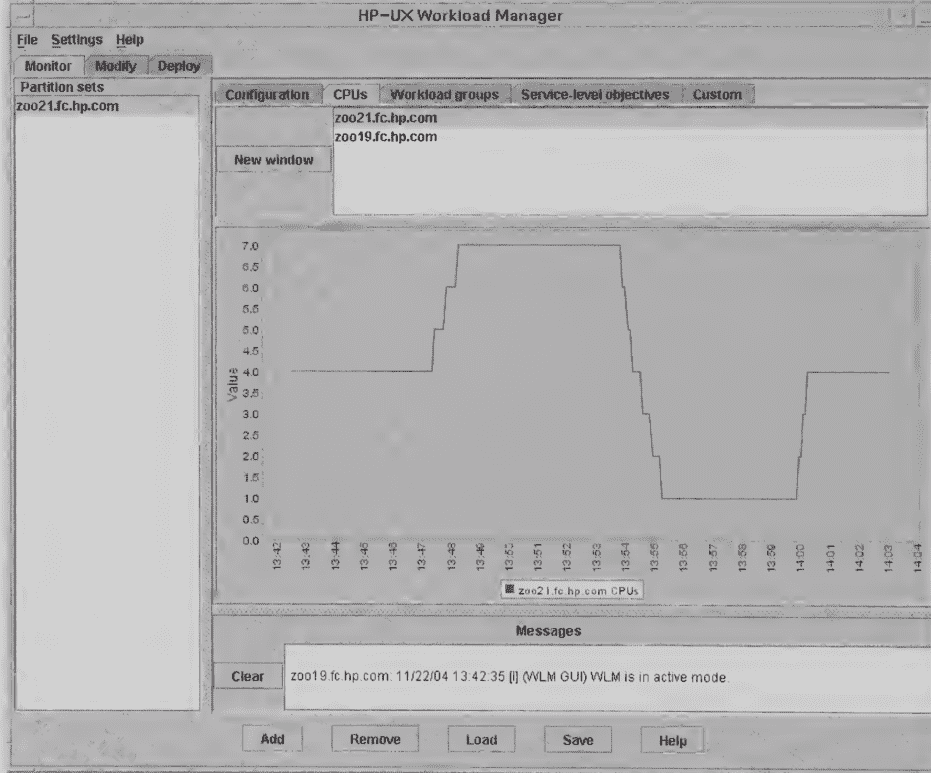 HP-UX Workload Manager
File Settings Help
Monitor Modify Deploy
Partition sets
zoo21.fc.hp.com
Configuration CPUs Workload groups Service-level objectives Custom
New window
zoo21.fc.hp.com
zoo19.fc.hp.com
Value
7.0
6.5
6.0
5.5
5.0
4.5
4.0
3.5
3.0
2.5
2.0
1.5
1.0
0.5
0.0
13:42 13:43 13:44 13:45 13:46 13:47 13:48 13:49 13:50 13:51 13:52 13:53 13:54 13:55 13:56 13:57 13:58 13:59 14:00 14:01 14:02 14:03 14:04
zoo21.fc.hp.com CPUs
Messages
Clear
zoo19.fc.hp.com: 11/22/04 13:42:35 [I] (WLM GUI) WLM is in active mode.
Add Remove Load Save Help